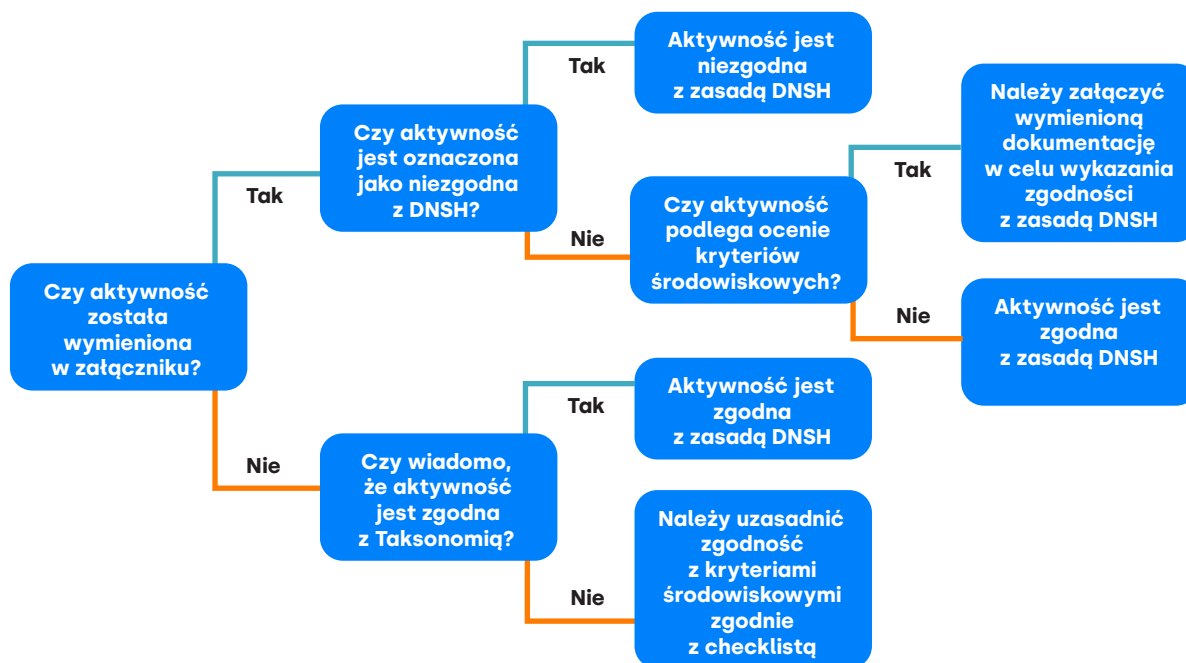 Czy aktywność
została
wymieniona
w załączniku?
Tak
Czy aktywność
jest oznaczona
jako niezgodna
z DNSH?
Tak
Aktywność jest
niezgodna
z zasadą DNSH
Nie
Czy aktywność
podlega ocenie
kryteriów
środowiskowych?
Tak
Należy załączyć
wymienioną
dokumentację
w celu wykazania
zgodności
z zasadą DNSH
Nie
Aktywność jest
zgodna
z zasadą DNSH
Nie
Czy wiadomo,
że aktywność
jest zgodna
z Taksonomią?
Tak
Aktywność jest
zgodna
z zasadą DNSH
Nie
Należy uzasadnić
zgodność
z kryteriami
środowiskowymi
zgodnie
z checklistą